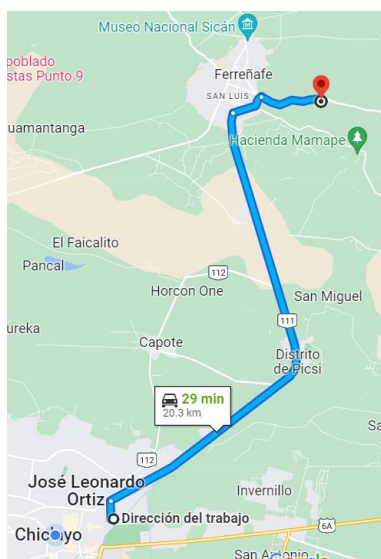 Museo Nacional Sicán
poblado
stas Punto 9
Ferreñafe
SAN LUIS
uamantanga
Hacienda Mamape
El Faicalito
Pancal
112
Horcon One
San Miguel
111
ureka
Capote
Distrito
de Picsi
29 min
20.3 km
112
José Leonardo
Ortiz
Invernillo
Dirección del trabajo
6A
Chiclayo
San Antonio